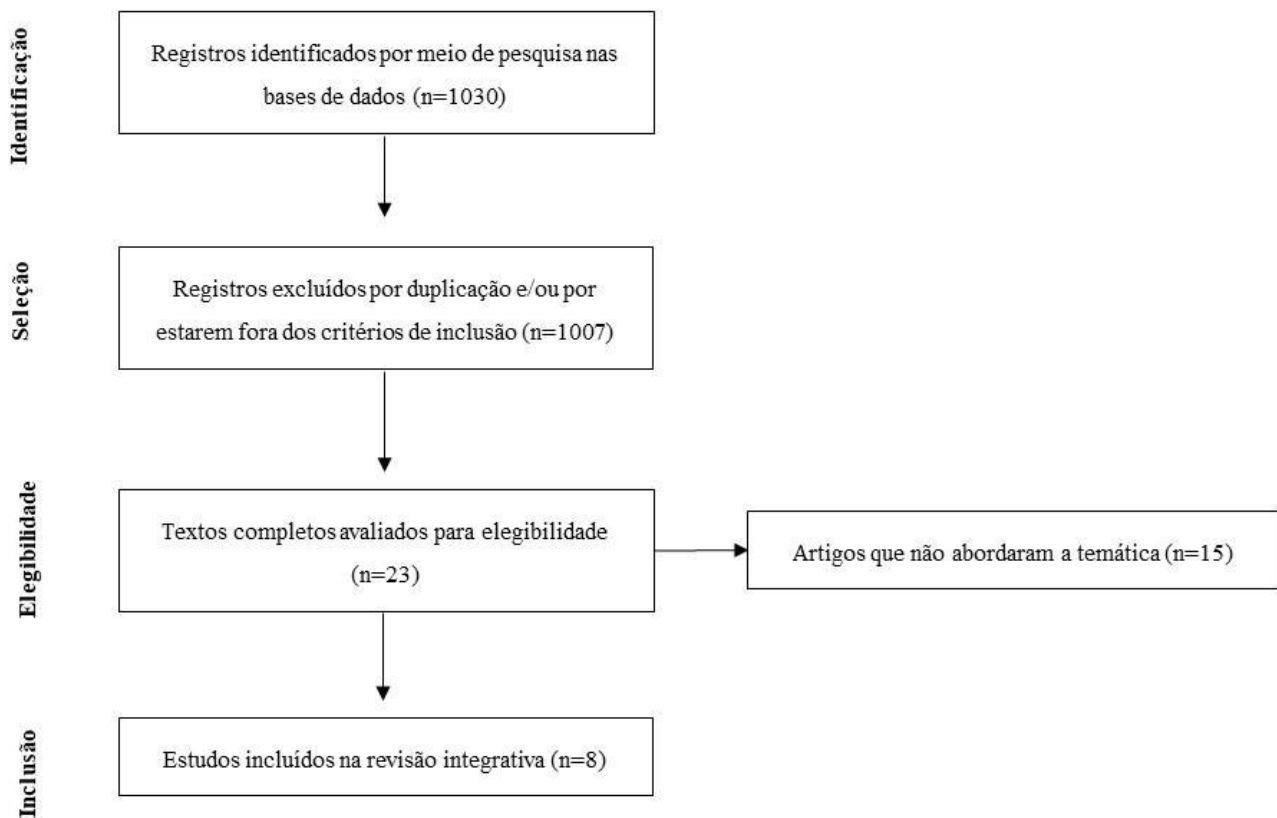 Identificação
Registros identificados por meio de pesquisa nas
bases de dados (n=1030)
Seleção
Registros excluídos por duplicação e/ou por
estarem fora dos critérios de inclusão (n=1007)
Elegibilidade
Textos completos avaliados para elegibilidade
(n=23)
Artigos que não abordaram a temática (n=15)
Inclusão
Estudos incluídos na revisão integrativa (n=8)